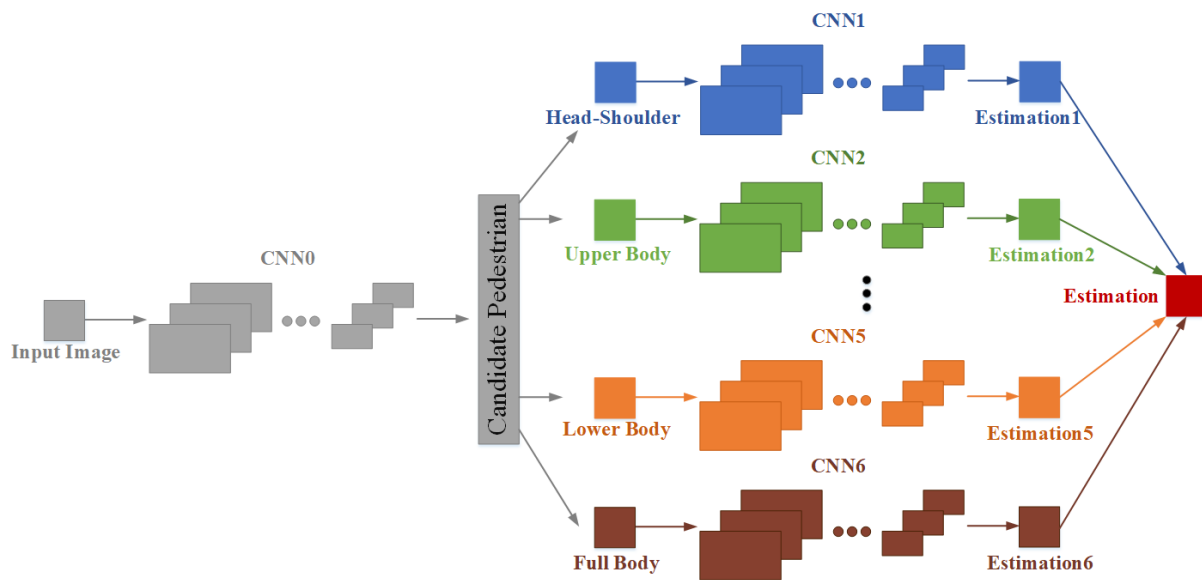 CNN1
Head-Shoulder
Estimation1
CNN2
Upper Body
Estimation2
CNN0
Input Image
Candidate Pedestrian
Estimation
CNN5
Lower Body
Estimation5
CNN6
Full Body
Estimation6